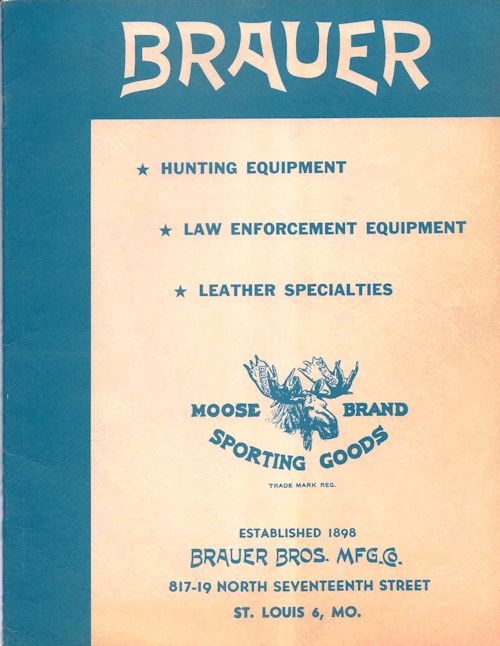 BRAUER
★ HUNTING EQUIPMENT
★ LAW ENFORCEMENT EQUIPMENT
★ LEATHER SPECIALTIES
MOOSE BRAND
SPORTING GOODS
TRADE MARK REG.
ESTABLISHED 1898
BRAUER BROS. MFG. CO.
817-19 NORTH SEVENTEENTH STREET
ST. LOUIS 6, MO.